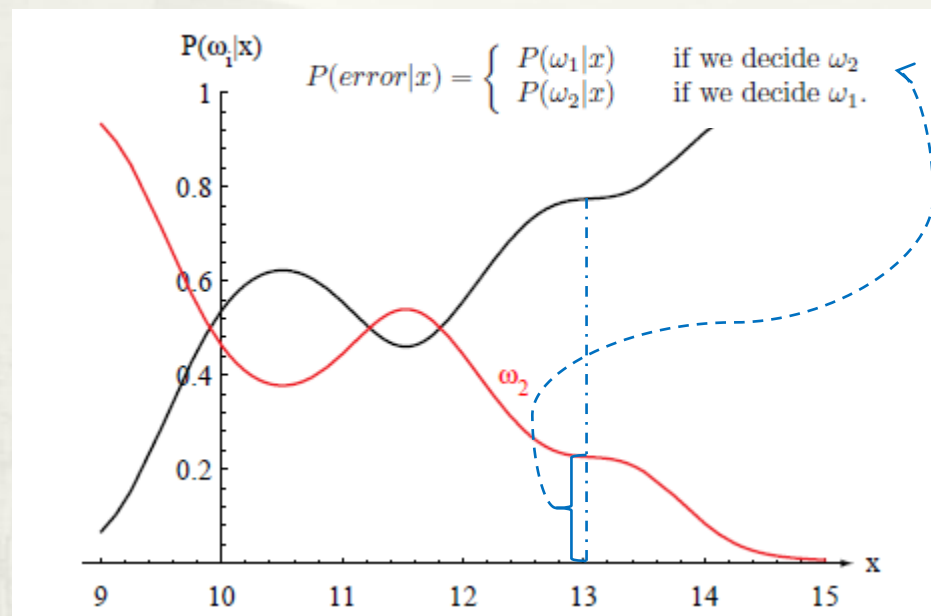 P(ωᵢ|x)
P(error|x) = { P(ω₁|x) if we decide ω₂
P(ω₂|x) if we decide ω₁.
1
0.8
0.6
0.4
ω₂
0.2
x
9 10 11 12 13 14 15